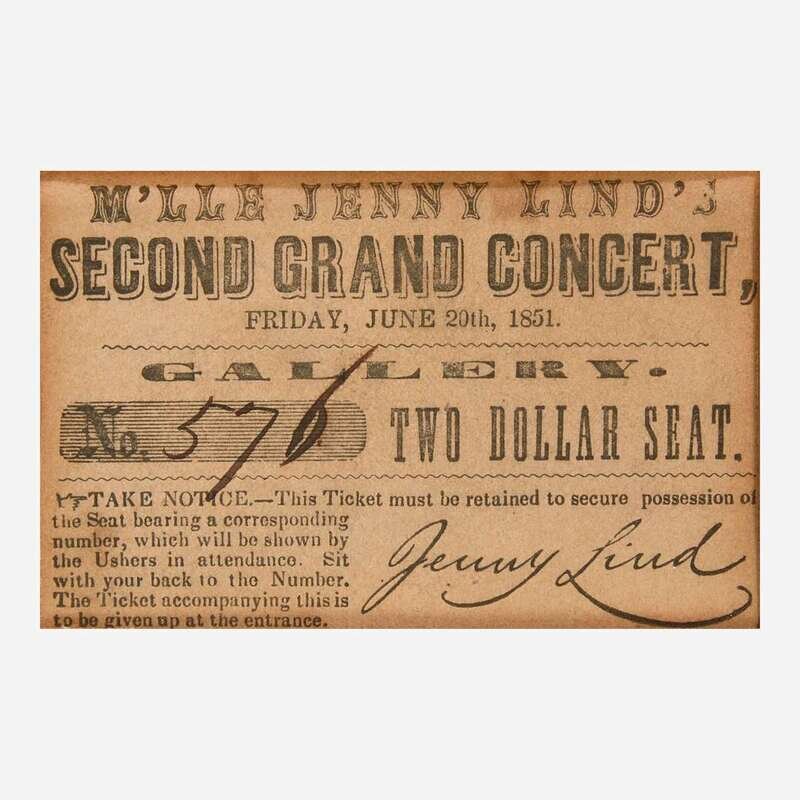 M'LLE JENNY LIND'S
SECOND GRAND CONCERT,
FRIDAY, JUNE 20th, 1851.
GALLERY.
No. 576 TWO DOLLAR SEAT.
☞TAKE NOTICE.—This Ticket must be retained to secure possession of
the Seat bearing a corresponding
number, which will be shown by
the Ushers in attendance. Sit
with your back to the Number.
The Ticket accompanying this is
to be given up at the entrance.
Jenny Lind